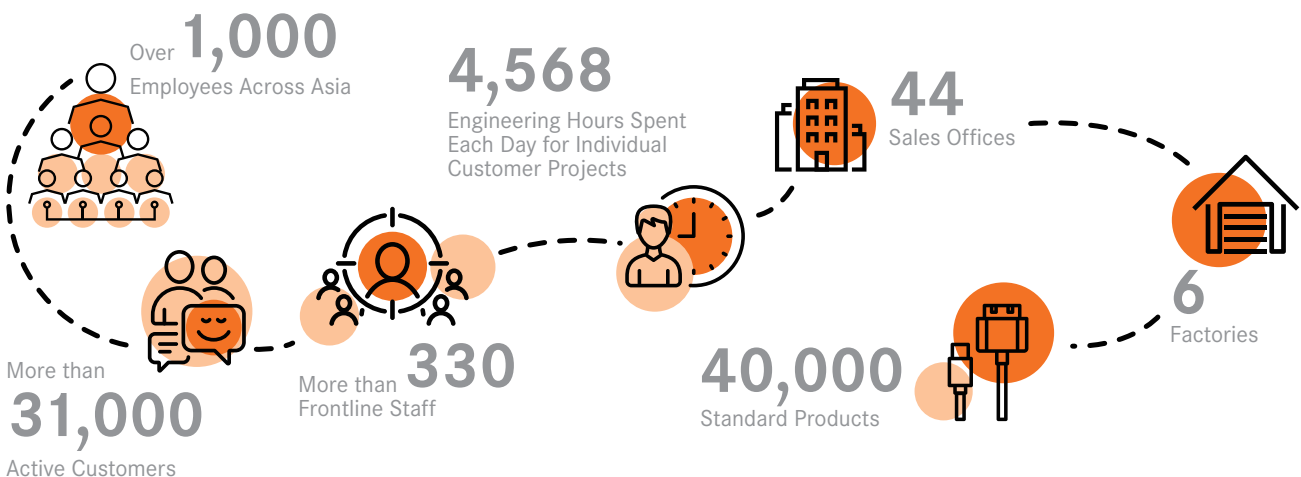 Over 1,000
Employees Across Asia
More than
31,000
Active Customers
More than 330
Frontline Staff
4,568
Engineering Hours Spent
Each Day for Individual
Customer Projects
44
Sales Offices
6
Factories
40,000
Standard Products